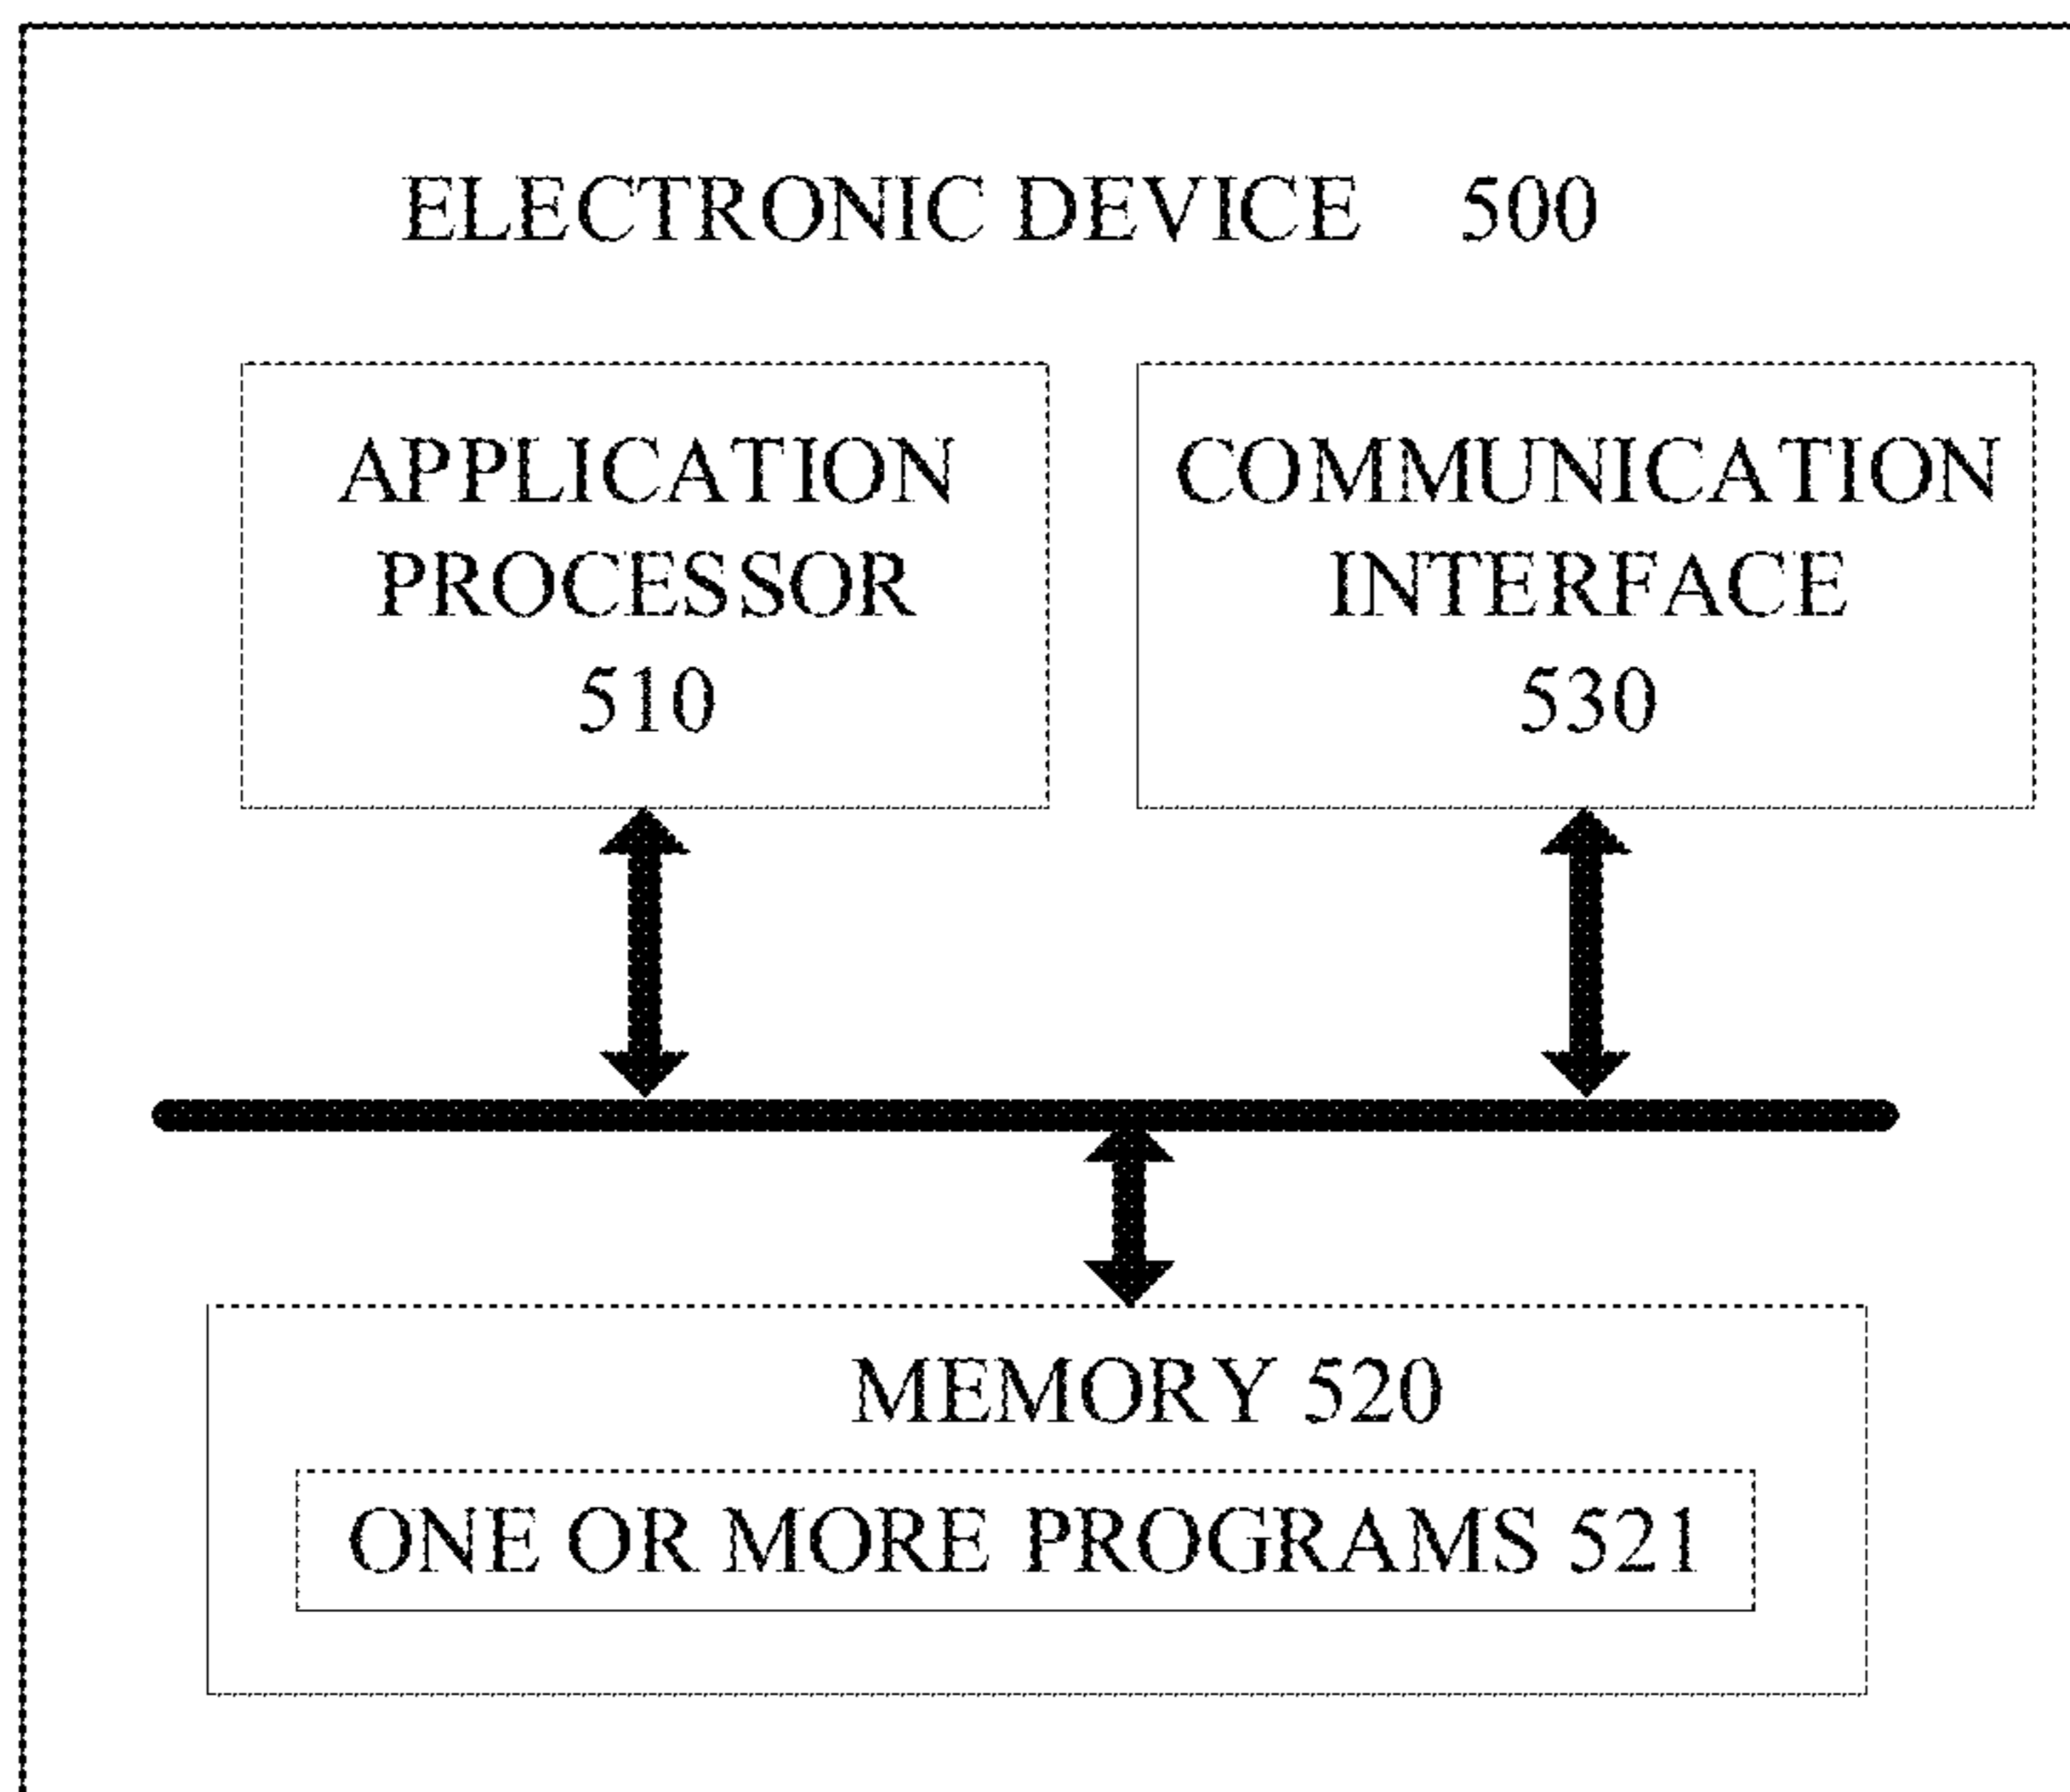 ELECTRONIC DEVICE 500
APPLICATION
PROCESSOR
510
COMMUNICATION
INTERFACE
530
MEMORY 520
ONE OR MORE PROGRAMS 521